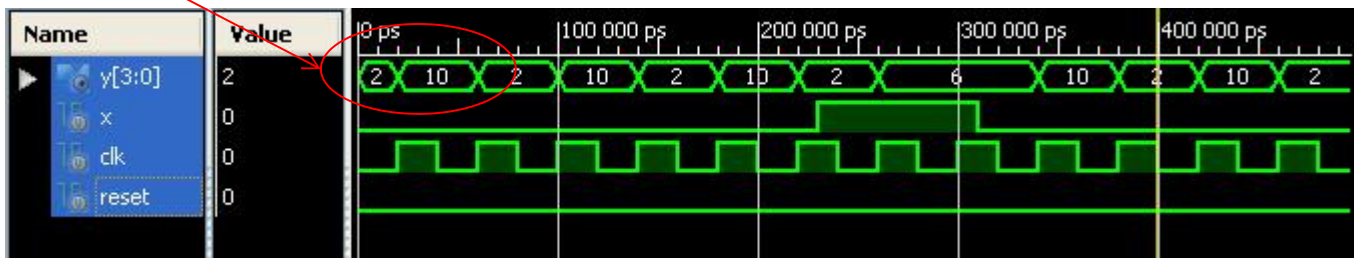 Name Value 0 ps 100 000 ps 200 000 ps 300 000 ps 400 000 ps
y[3:0] 2 2 10 2 10 2 10 2 6 10 2 10 2
x 0
clk 0
reset 0